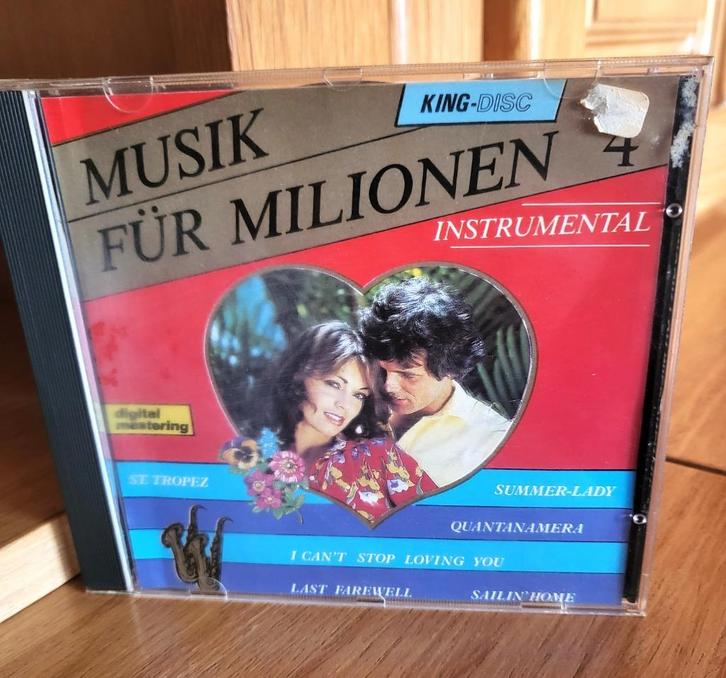 KING-DISC
MUSIK
FÜR MILIONEN 4
INSTRUMENTAL
digital
mastering
ST. TROPEZ
SUMMER-LADY
QUANTANAMERA
I CAN'T STOP LOVING YOU
LAST FAREWELL SAILIN' HOME